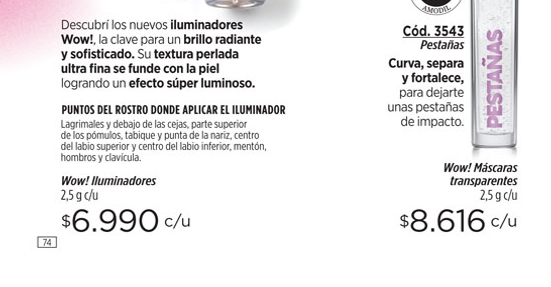 Descubrí los nuevos iluminadores
Wow!, la clave para un brillo radiante
y sofisticado. Su textura perlada
ultra fina se funde con la piel
logrando un efecto súper luminoso.
PUNTOS DEL ROSTRO DONDE APLICAR EL ILUMINADOR
Lagrimales y debajo de las cejas, parte superior
de los pómulos, tabique y punta de la nariz, centro
del labio superior y centro del labio inferior, mentón,
hombros y clavícula.
Wow! Iluminadores
2,5 g c/u
$6.990 c/u
74
AMODIL
Cód. 3543
Pestañas
Curva, separa
y fortalece,
para dejarte
unas pestañas
de impacto.
PESTAÑAS
Wow! Máscaras
transparentes
2,5 g c/u
$8.616 c/u